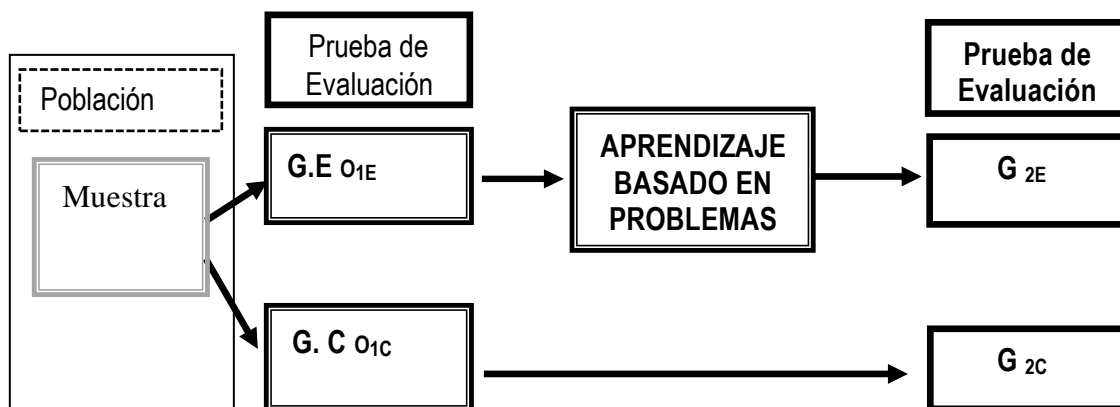 Población
Muestra
Prueba de
Evaluación
G.E O₁E
G. C O₁C
APRENDIZAJE
BASADO EN
PROBLEMAS
Prueba de
Evaluación
G 2E
G 2C